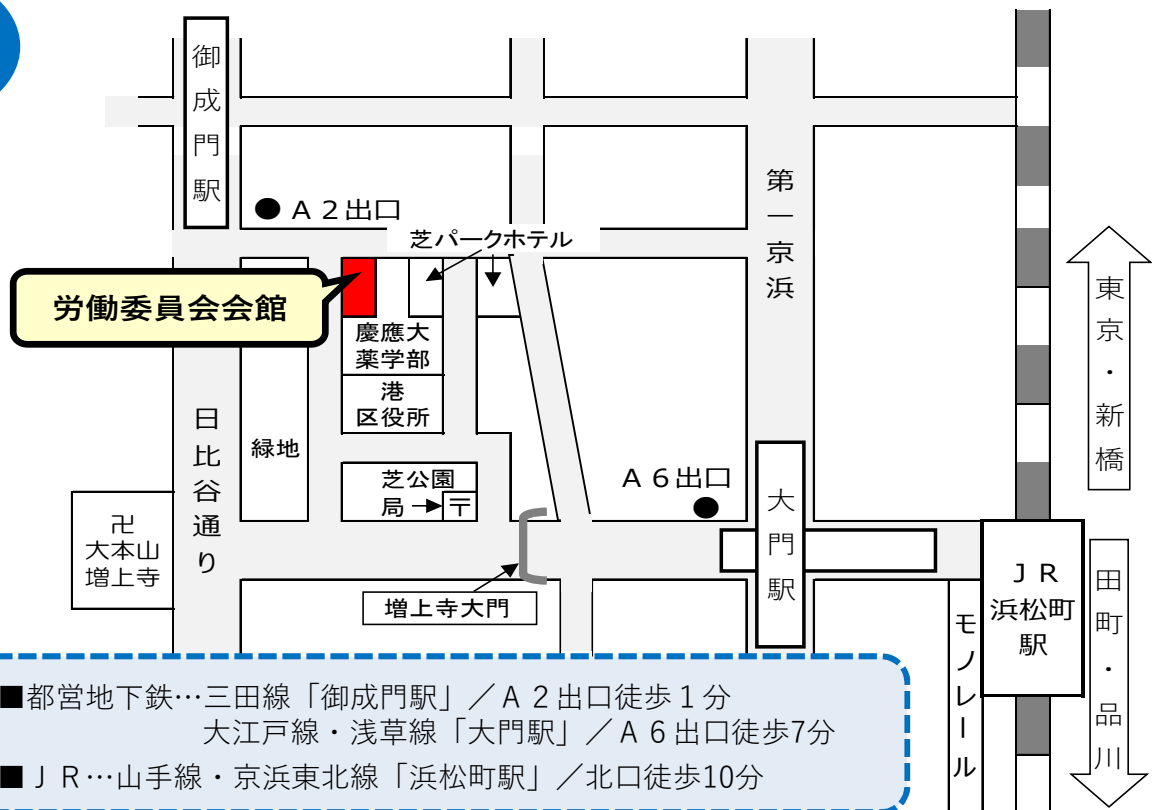 御成門駅
● Ａ２出口
芝パークホテル
第一京浜
労働委員会会館
慶應大
薬学部
港
区役所
東京・新橋
日比谷通り
緑地
芝公園
局
〒
Ａ６出口
大門駅
卍
大本山
増上寺
増上寺大門
ＪＲ
浜松町
駅
モノレール
田町・品川
■都営地下鉄…三田線「御成門駅」／Ａ２出口徒歩１分
大江戸線・浅草線「大門駅」／Ａ６出口徒歩7分
■ＪＲ…山手線・京浜東北線「浜松町駅」／北口徒歩10分